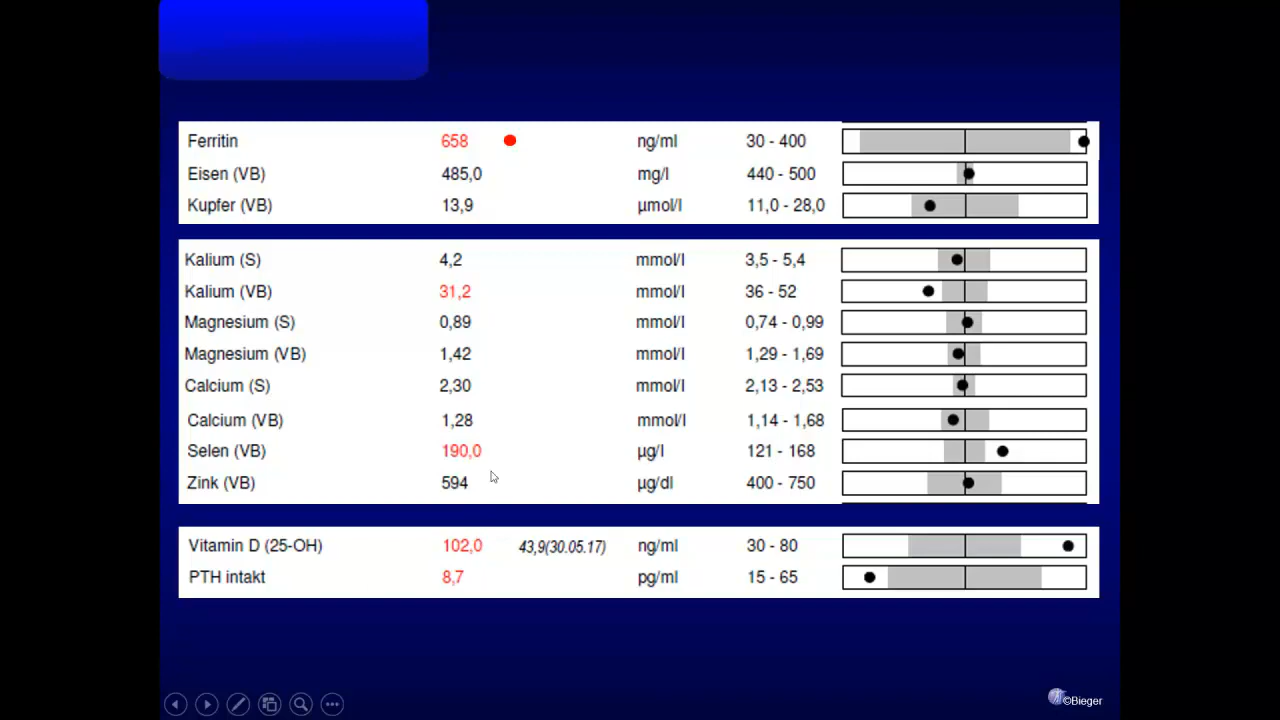 Ferritin 658 ng/ml 30 - 400
Eisen (VB) 485,0 mg/l 440 - 500
Kupfer (VB) 13,9 µmol/l 11,0 - 28,0
Kalium (S) 4,2 mmol/l 3,5 - 5,4
Kalium (VB) 31,2 mmol/l 36 - 52
Magnesium (S) 0,89 mmol/l 0,74 - 0,99
Magnesium (VB) 1,42 mmol/l 1,29 - 1,69
Calcium (S) 2,30 mmol/l 2,13 - 2,53
Calcium (VB) 1,28 mmol/l 1,14 - 1,68
Selen (VB) 190,0 µg/l 121 - 168
Zink (VB) 594 µg/dl 400 - 750
Vitamin D (25-OH) 102,0 43,9(30.05.17) ng/ml 30 - 80
PTH intakt 8,7 pg/ml 15 - 65
©Bieger